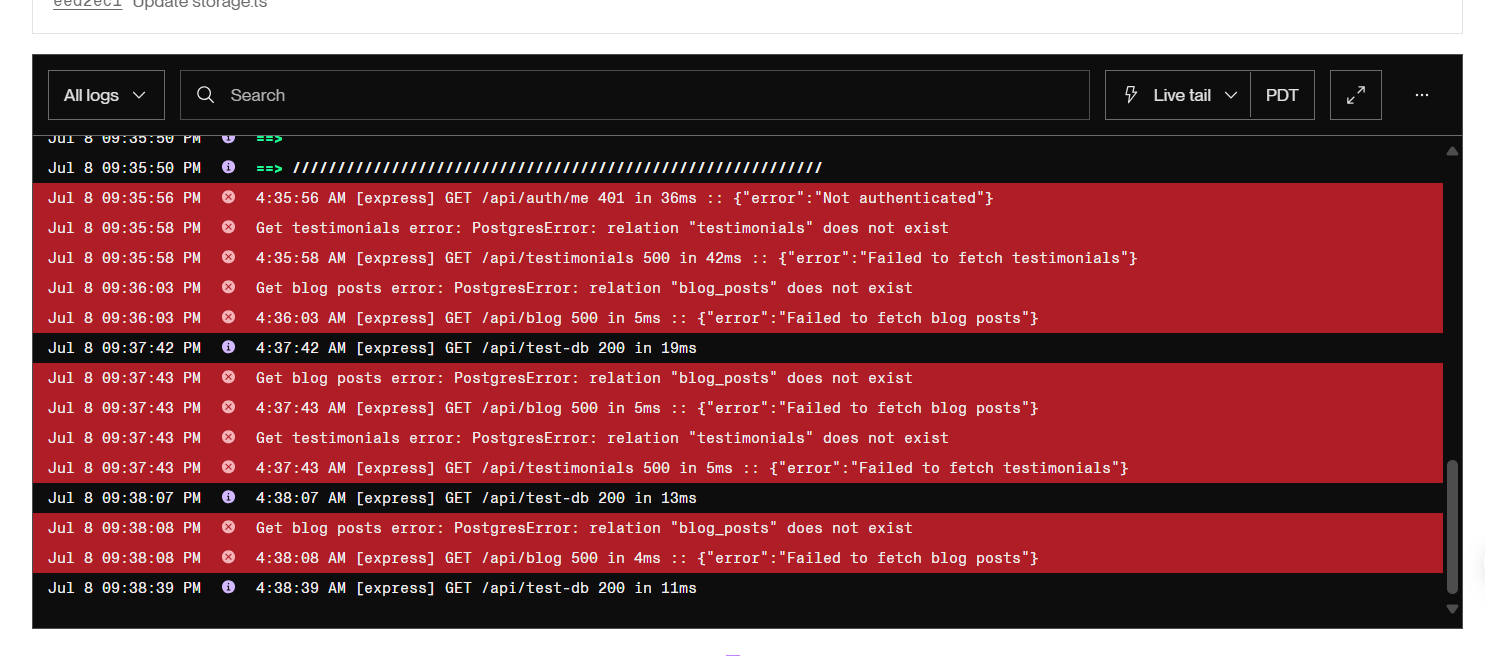 eed2ec1 Update storage.ts
All logs
Search
Live tail
PDT
Jul 8 09:35:50 PM ==>
Jul 8 09:35:50 PM ==> ///////////////////////////////////////////////////////////
Jul 8 09:35:56 PM 4:35:56 AM [express] GET /api/auth/me 401 in 36ms :: {"error":"Not authenticated"}
Jul 8 09:35:58 PM Get testimonials error: PostgresError: relation "testimonials" does not exist
Jul 8 09:35:58 PM 4:35:58 AM [express] GET /api/testimonials 500 in 42ms :: {"error":"Failed to fetch testimonials"}
Jul 8 09:36:03 PM Get blog posts error: PostgresError: relation "blog_posts" does not exist
Jul 8 09:36:03 PM 4:36:03 AM [express] GET /api/blog 500 in 5ms :: {"error":"Failed to fetch blog posts"}
Jul 8 09:37:42 PM 4:37:42 AM [express] GET /api/test-db 200 in 19ms
Jul 8 09:37:43 PM Get blog posts error: PostgresError: relation "blog_posts" does not exist
Jul 8 09:37:43 PM 4:37:43 AM [express] GET /api/blog 500 in 5ms :: {"error":"Failed to fetch blog posts"}
Jul 8 09:37:43 PM Get testimonials error: PostgresError: relation "testimonials" does not exist
Jul 8 09:37:43 PM 4:37:43 AM [express] GET /api/testimonials 500 in 5ms :: {"error":"Failed to fetch testimonials"}
Jul 8 09:38:07 PM 4:38:07 AM [express] GET /api/test-db 200 in 13ms
Jul 8 09:38:08 PM Get blog posts error: PostgresError: relation "blog_posts" does not exist
Jul 8 09:38:08 PM 4:38:08 AM [express] GET /api/blog 500 in 4ms :: {"error":"Failed to fetch blog posts"}
Jul 8 09:38:39 PM 4:38:39 AM [express] GET /api/test-db 200 in 11ms